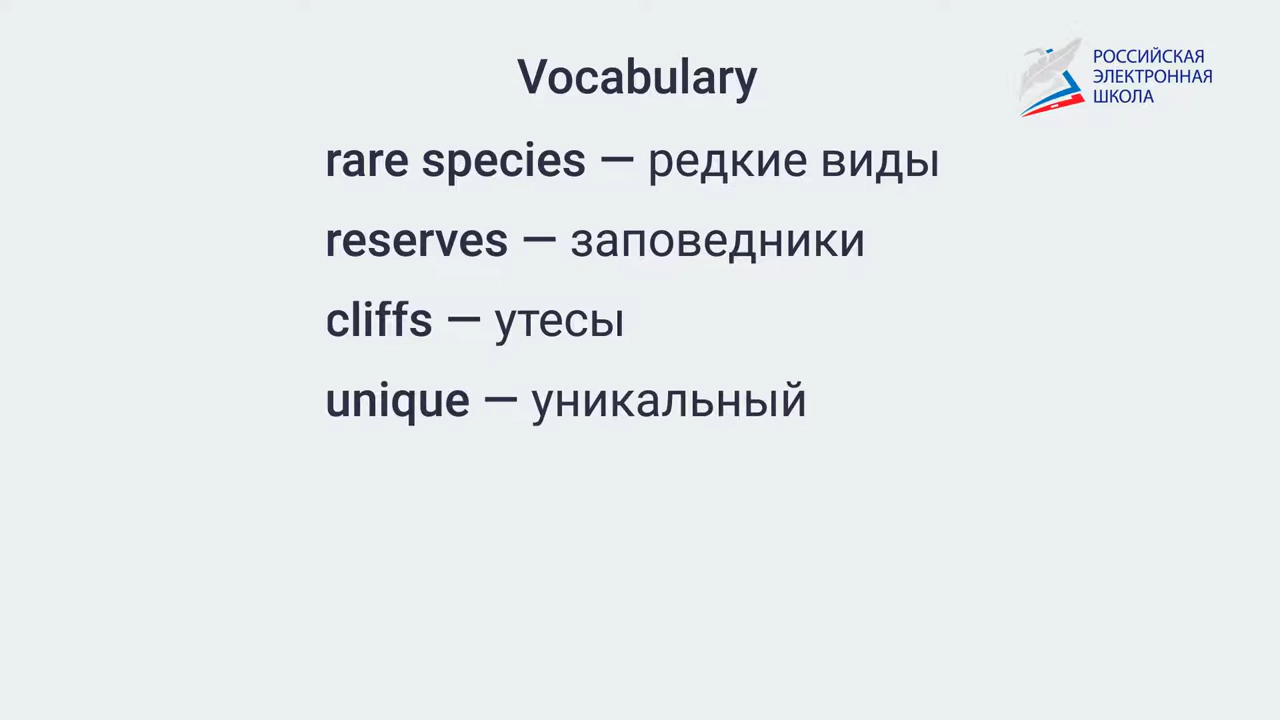 Vocabulary
РОССИЙСКАЯ
ЭЛЕКТРОННАЯ
ШКОЛА
rare species — редкие виды
reserves — заповедники
cliffs — утесы
unique — уникальный